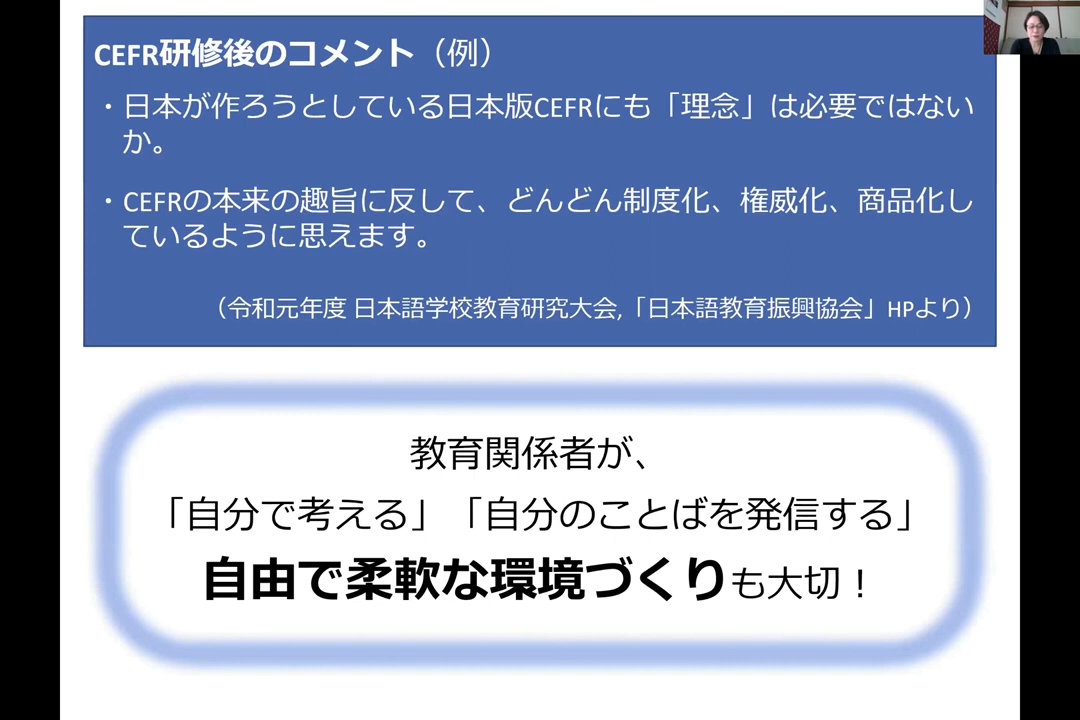 CEFR研修後のコメント（例）
・日本が作ろうとしている日本版CEFRにも「理念」は必要ではない
か。
・CEFRの本来の趣旨に反して、どんどん制度化、権威化、商品化し
ているように思えます。
（令和元年度 日本語学校教育研究大会,「日本語教育振興協会」HPより）
教育関係者が、
「自分で考える」「自分のことばを発信する」
自由で柔軟な環境づくりも大切！